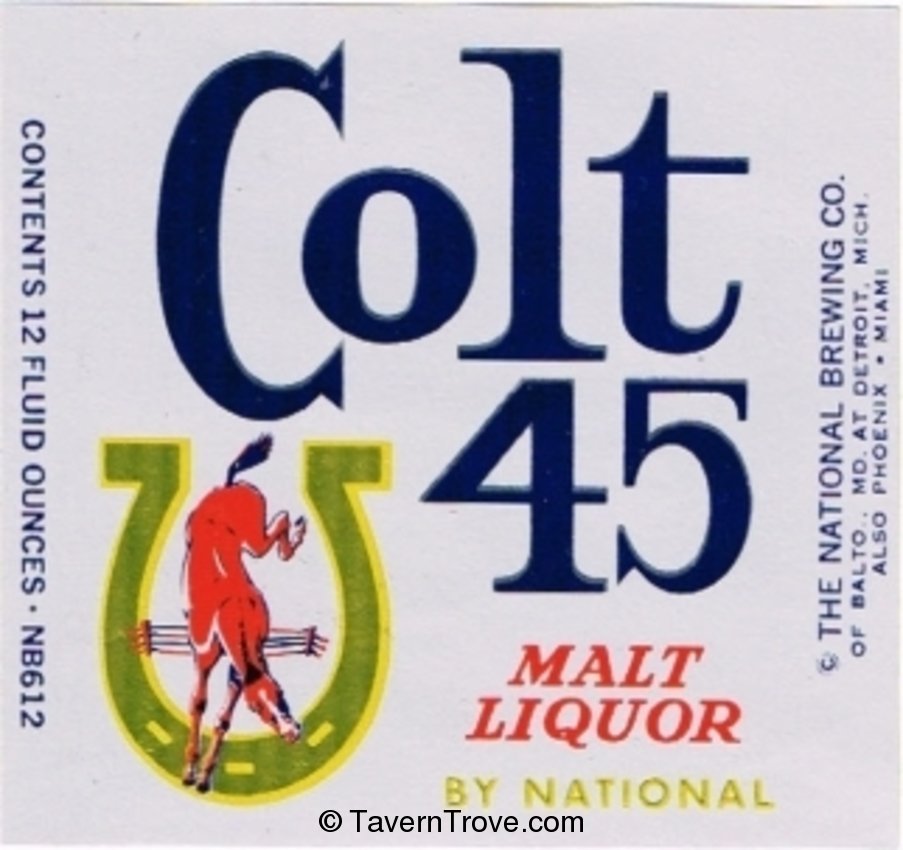 Colt
45
MALT
LIQUOR
BY NATIONAL
CONTENTS 12 FLUID OUNCES · NB612
© THE NATIONAL BREWING CO.
OF BALTO., MD. AT DETROIT, MICH.
ALSO PHOENIX • MIAMI
© TavernTrove.com